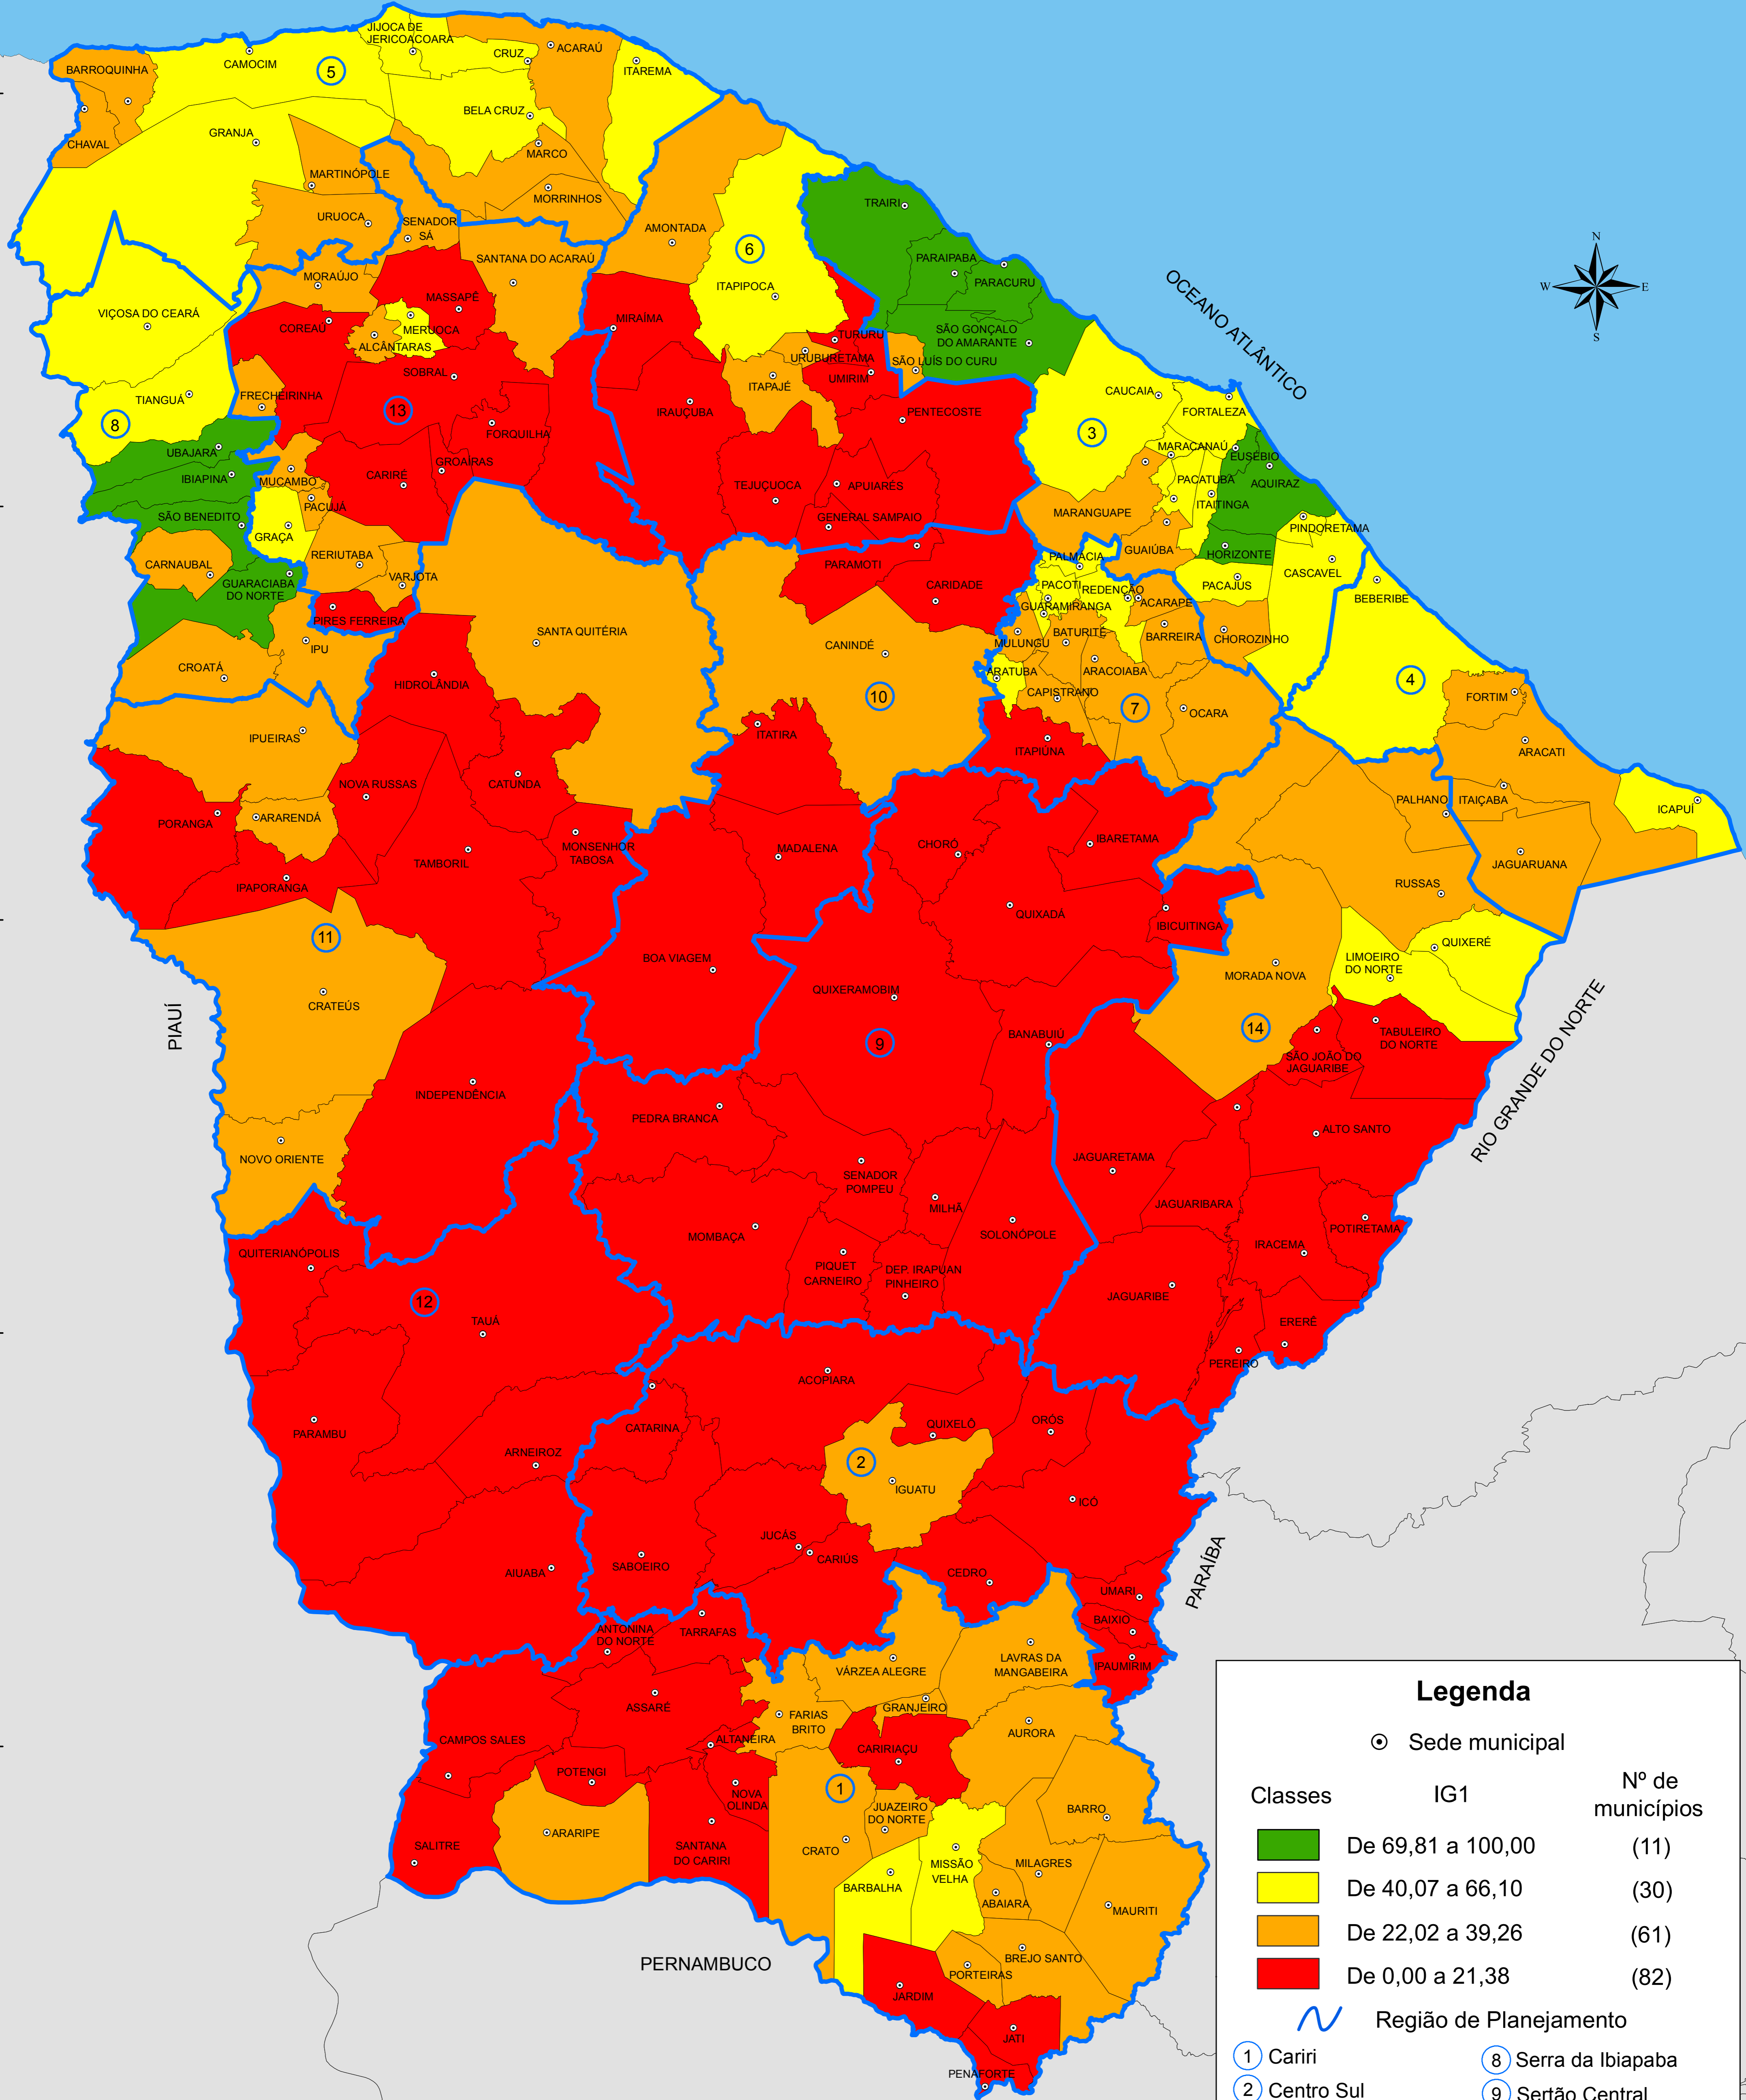 JIJOCA DE
JERICOACOARA
CRUZ
ACARAÚ
BARROQUINHA
CAMOCIM
5
ITAREMA
BELA CRUZ
GRANJA
CHAVAL
MARCO
MARTINÓPOLE
MORRINHOS
URUOCA
SENADOR
SÁ
TRAIRI
AMONTADA
6
N
W
E
S
SANTANA DO ACARAÚ
PARAIPABA
MORAÚJO
PARACURU
ITAPIPOCA
MASSAPÊ
OCEANO ATLÂNTICO
VIÇOSA DO CEARÁ
MIRAÍMA
COREAÚ
MERUOCA
SÃO GONÇALO
DO AMARANTE
TURURU
ALCÂNTARAS
URUBURETAMA
SÃO LUÍS DO CURU
SOBRAL
UMIRIM
ITAPAJÉ
TIANGUÁ
FRECHEIRINHA
13
CAUCAIA
FORTALEZA
IRAUÇUBA
PENTECOSTE
8
3
FORQUILHA
MARACANAÚ
UBAJARA
EUSÉBIO
GROAÍRAS
IBIAPINA
MUCAMBO
CARIRÉ
PACATUBA
AQUIRAZ
TEJUÇUOCA
APUIARÉS
ITAITINGA
PACUJÁ
SÃO BENEDITO
GENERAL SAMPAIO
MARANGUAPE
PINDORETAMA
GRAÇA
RERIUTABA
GUAIÚBA
HORIZONTE
CARNAUBAL
PARAMOTI
PALMÁCIA
VARJOTA
CASCAVEL
GUARACIABA
DO NORTE
CARIDADE
PACOTI
REDENÇÃO
PACAJUS
ACARAPE
GUARAMIRANGA
BEBERIBE
PIRES FERREIRA
SANTA QUITÉRIA
MULUNGU
BATURITÉ
BARREIRA
CHOROZINHO
IPU
CANINDÉ
CROATÁ
ARATUBA
ARACOIABA
4
HIDROLÂNDIA
10
CAPISTRANO
7
OCARA
FORTIM
ITATIRA
IPUEIRAS
ITAPIÚNA
ARACATI
NOVA RUSSAS
CATUNDA
PALHANO
ITAIÇABA
ICAPUÍ
PORANGA
ARARENDÁ
IBARETAMA
MONSENHOR
TABOSA
MADALENA
CHORÓ
TAMBORIL
JAGUARUANA
IPAPORANGA
RUSSAS
QUIXADÁ
IBICUITINGA
11
QUIXERÉ
BOA VIAGEM
LIMOEIRO
DO NORTE
MORADA NOVA
QUIXERAMOBIM
CRATEÚS
PIAUÍ
14
BANABUIÚ
TABULEIRO
DO NORTE
9
SÃO JOÃO DO
JAGUARIBE
RIO GRANDE DO NORTE
INDEPENDÊNCIA
PEDRA BRANCA
ALTO SANTO
NOVO ORIENTE
JAGUARETAMA
SENADOR
POMPEU
JAGUARIBARA
MILHÃ
POTIRETAMA
MOMBAÇA
SOLONÓPOLE
IRACEMA
QUITERIANÓPOLIS
PIQUET
CARNEIRO
DEP. IRAPUAN
PINHEIRO
JAGUARIBE
12
TAUÁ
ERERÊ
PEREIRO
ACOPIARA
CATARINA
QUIXELÔ
ORÓS
PARAMBU
ARNEIROZ
2
IGUATU
ICÓ
JUCÁS
CARIÚS
SABOEIRO
CEDRO
AIUABA
PARAÍBA
UMARI
BAIXIO
ANTONINA
DO NORTE
TARRAFAS
LAVRAS DA
MANGABEIRA
IPAUMIRIM
VÁRZEA ALEGRE
ASSARÉ
GRANJEIRO
FARIAS
BRITO
AURORA
CAMPOS SALES
ALTANEIRA
CARIRIAÇU
POTENGI
1
NOVA
OLINDA
JUAZEIRO
DO NORTE
BARRO
ARARIPE
SALITRE
SANTANA
DO CARIRI
CRATO
MISSÃO
VELHA
MILAGRES
BARBALHA
ABAIARA
MAURITI
BREJO SANTO
PERNAMBUCO
PORTEIRAS
JARDIM
JATI
PENAFORTE
Legenda
Sede municipal
Classes
IG1
Nº de
municípios
De 69,81 a 100,00
(11)
De 40,07 a 66,10
(30)
De 22,02 a 39,26
(61)
De 0,00 a 21,38
(82)
Região de Planejamento
1 Cariri
8 Serra da Ibiapaba
2 Centro Sul
9 Sertão Central